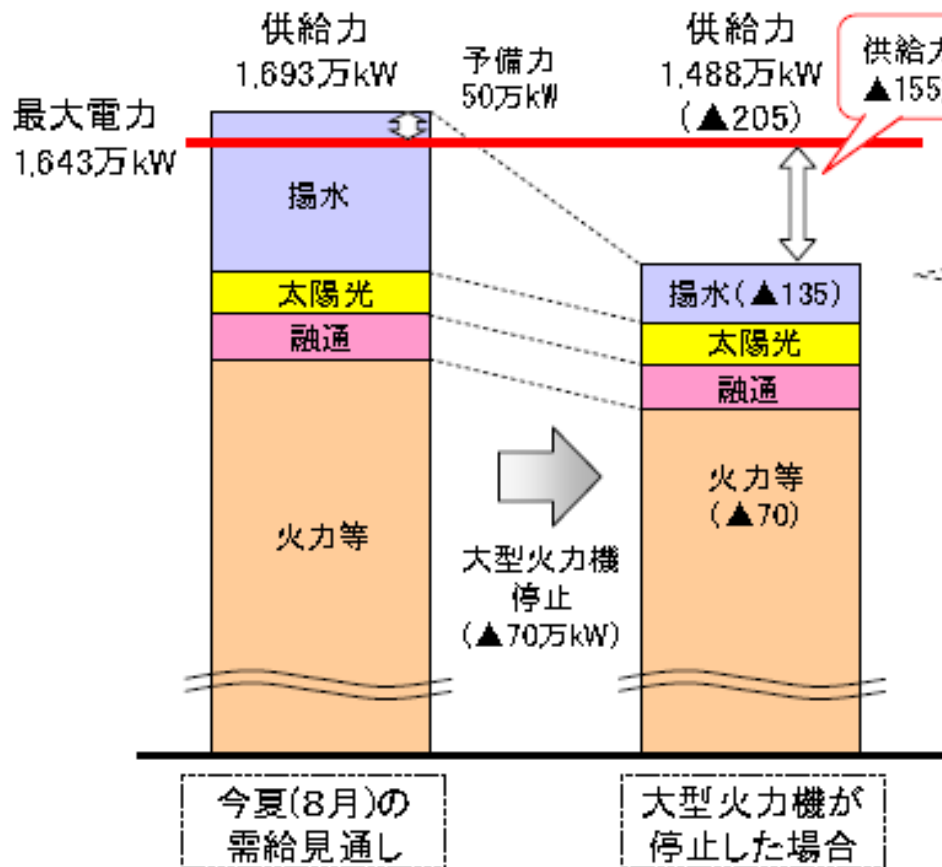 供給力
1,693万kW
予備力
50万kW
供給力
1,488万kW
(▲205)
供給力
▲155
最大電力
1,643万kW
揚水
太陽光
融通
火力等
揚水(▲135)
太陽光
融通
火力等
(▲70)
大型火力機
停止
(▲70万kW)
今夏(8月)の
需給見通し
大型火力機が
停止した場合